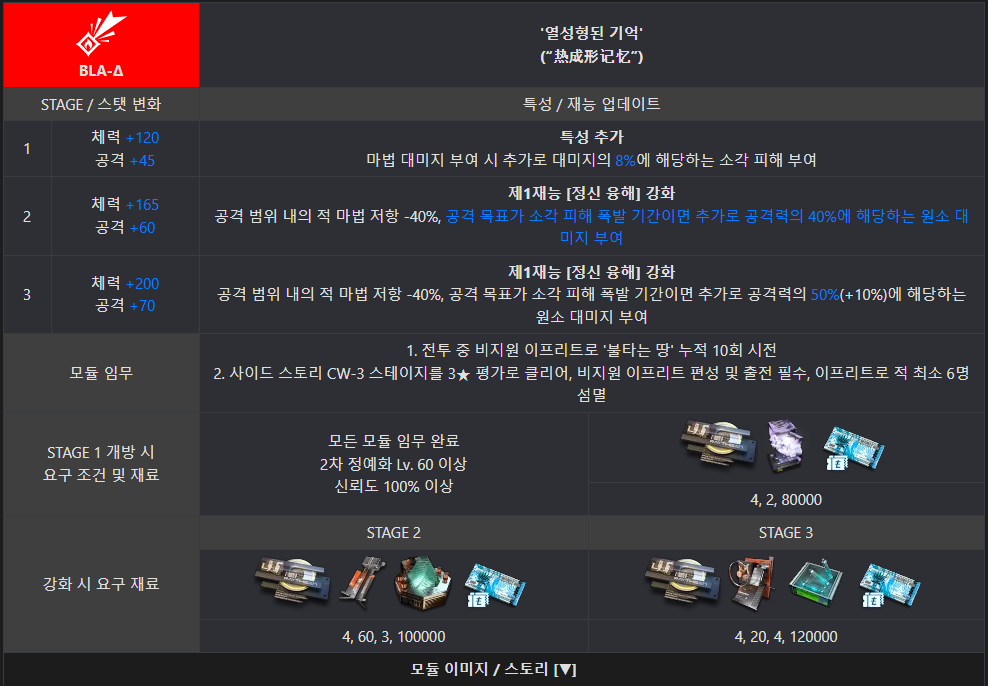 BLA-Δ
'열성형된 기억'
("热成形记忆")
STAGE / 스탯 변화
특성 / 재능 업데이트
1
체력 +120
공격 +45
특성 추가
마법 대미지 부여 시 추가로 대미지의 8%에 해당하는 소각 피해 부여
2
체력 +165
공격 +60
제1재능 [정신 융해] 강화
공격 범위 내의 적 마법 저항 -40%, 공격 목표가 소각 피해 폭발 기간이면 추가로 공격력의 40%에 해당하는 원소 대
미지 부여
3
체력 +200
공격 +70
제1재능 [정신 융해] 강화
공격 범위 내의 적 마법 저항 -40%, 공격 목표가 소각 피해 폭발 기간이면 추가로 공격력의 50%(+10%)에 해당하는
원소 대미지 부여
모듈 임무
1. 전투 중 비지원 이프리트로 '불타는 땅' 누적 10회 시전
2. 사이드 스토리 CW-3 스테이지를 3★ 평가로 클리어, 비지원 이프리트 편성 및 출전 필수, 이프리트로 적 최소 6명
섬멸
STAGE 1 개방 시
요구 조건 및 재료
모든 모듈 임무 완료
2차 정예화 Lv. 60 이상
신뢰도 100% 이상
4, 2, 80000
강화 시 요구 재료
STAGE 2
STAGE 3
4, 60, 3, 100000
4, 20, 4, 120000
모듈 이미지 / 스토리 [▼]